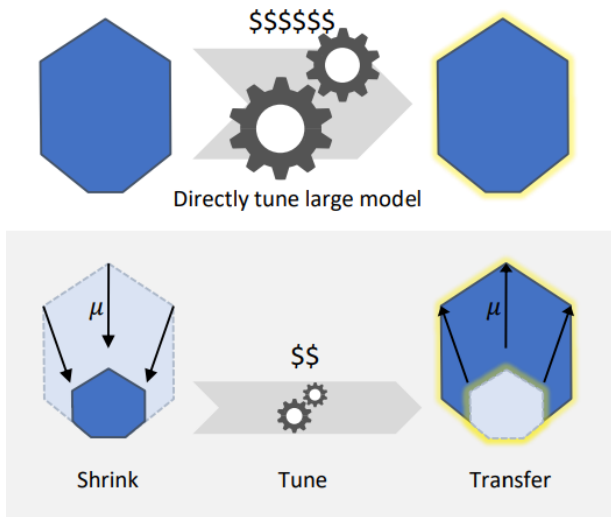 $$$$$$
Directly tune large model
μ
μ
$$
Shrink
Tune
Transfer